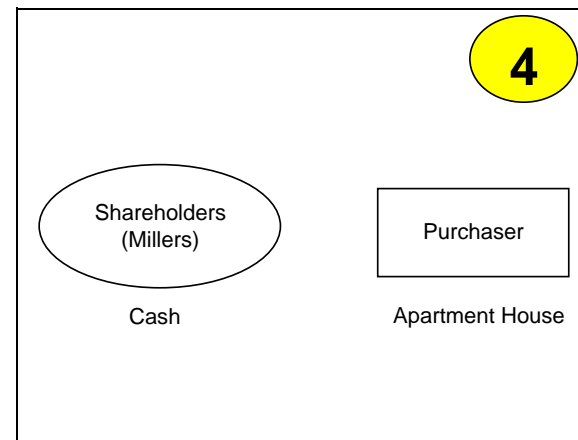 4
Shareholders
(Millers)
Purchaser
Cash
Apartment House